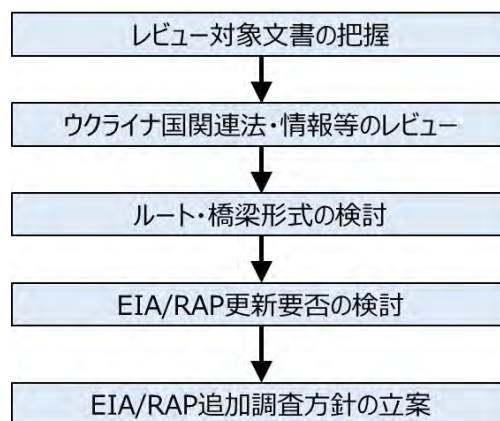 レビュー対象文書の把握
ウクライナ国関連法・情報等のレビュー
ルート・橋梁形式の検討
EIA/RAP更新要否の検討
EIA/RAP追加調査方針の立案